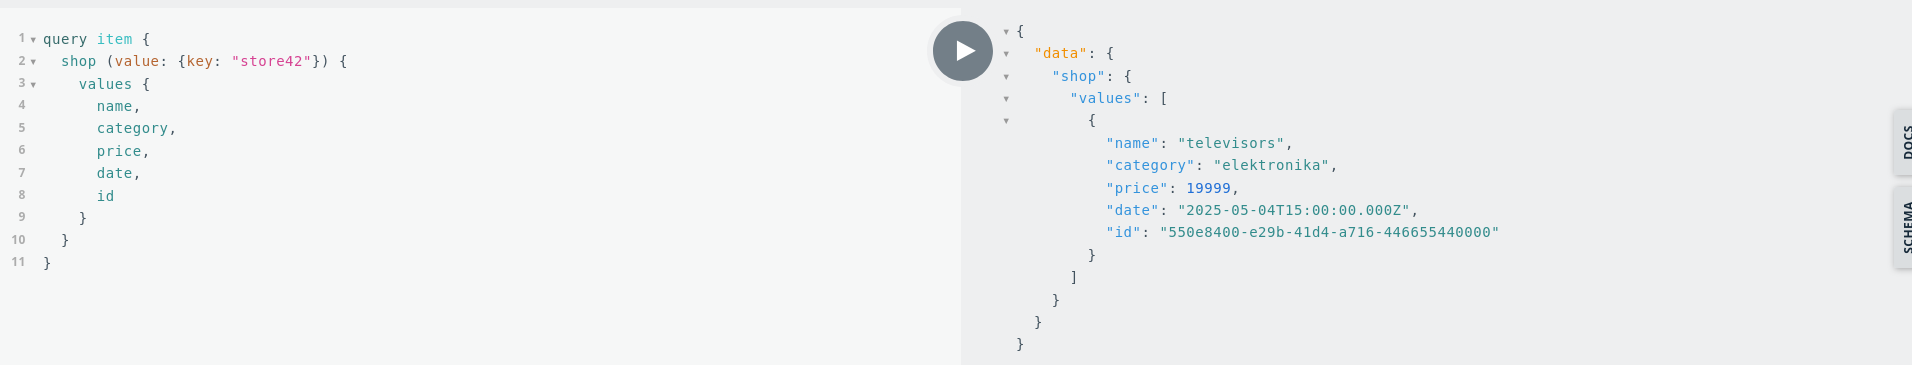 1 query item {
2 shop (value: {key: "store42"}) {
3 values {
4 name,
5 category,
6 price,
7 date,
8 id
9 }
10 }
11 }
{
"data": {
"shop": {
"values": [
{
"name": "televisors",
"category": "elektronika",
"price": 19999,
"date": "2025-05-04T15:00:00.000Z",
"id": "550e8400-e29b-41d4-a716-446655440000"
}
]
}
}
}
DOCS
SCHEMA